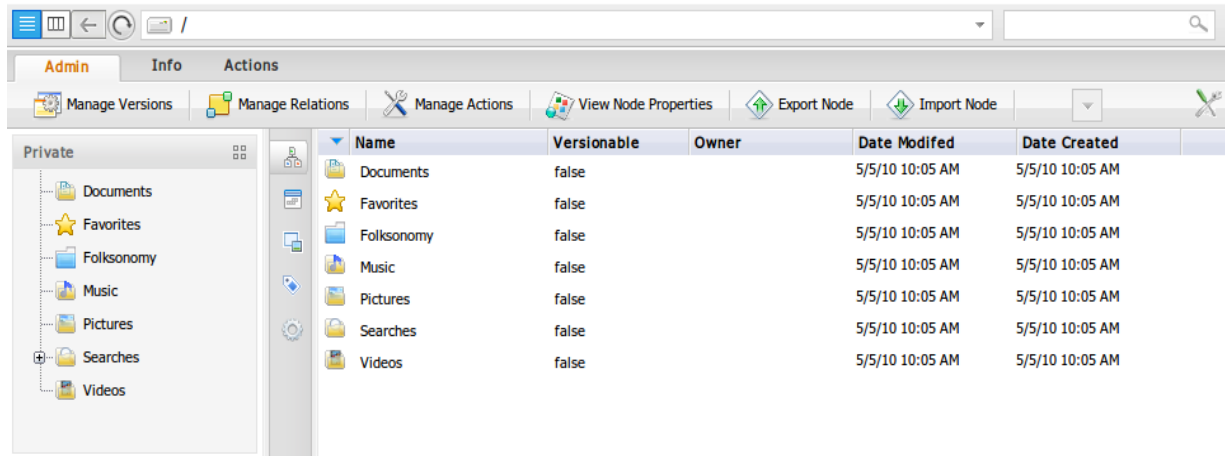 /
Admin Info Actions
Manage Versions Manage Relations Manage Actions View Node Properties Export Node Import Node
Private
Documents
Favorites
Folksonomy
Music
Pictures
Searches
Videos
Name Versionable Owner Date Modifed Date Created
Documents false 5/5/10 10:05 AM 5/5/10 10:05 AM
Favorites false 5/5/10 10:05 AM 5/5/10 10:05 AM
Folksonomy false 5/5/10 10:05 AM 5/5/10 10:05 AM
Music false 5/5/10 10:05 AM 5/5/10 10:05 AM
Pictures false 5/5/10 10:05 AM 5/5/10 10:05 AM
Searches false 5/5/10 10:05 AM 5/5/10 10:05 AM
Videos false 5/5/10 10:05 AM 5/5/10 10:05 AM